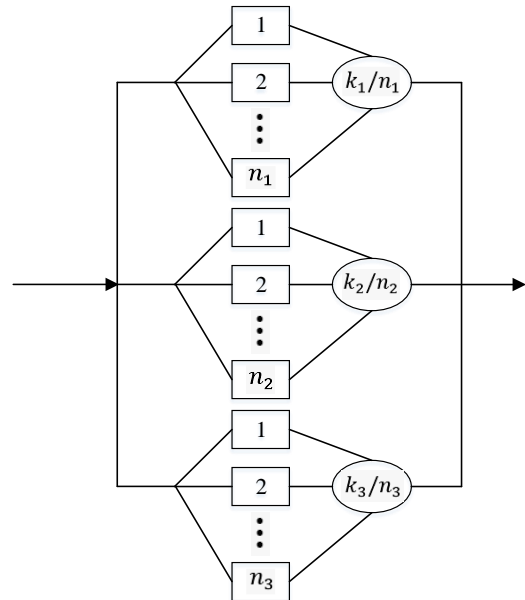 1
2
k₁/n₁
⋮
n₁
1
2
k₂/n₂
⋮
n₂
1
2
k₃/n₃
⋮
n₃